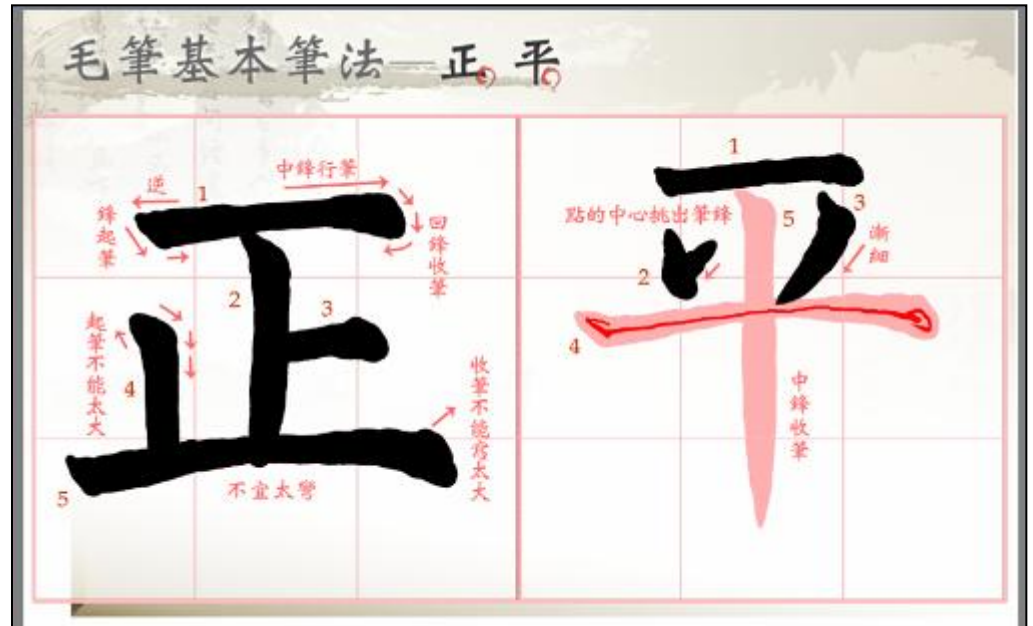 毛筆基本筆法—正 平
逆
1
中鋒行筆
鋒起筆
回鋒收筆
2
3
起筆不能太大
4
收筆不能彎太大
5
不宜太彎
正
1
點的中心挑出筆鋒
5
3
漸細
2
4
中鋒收筆
平